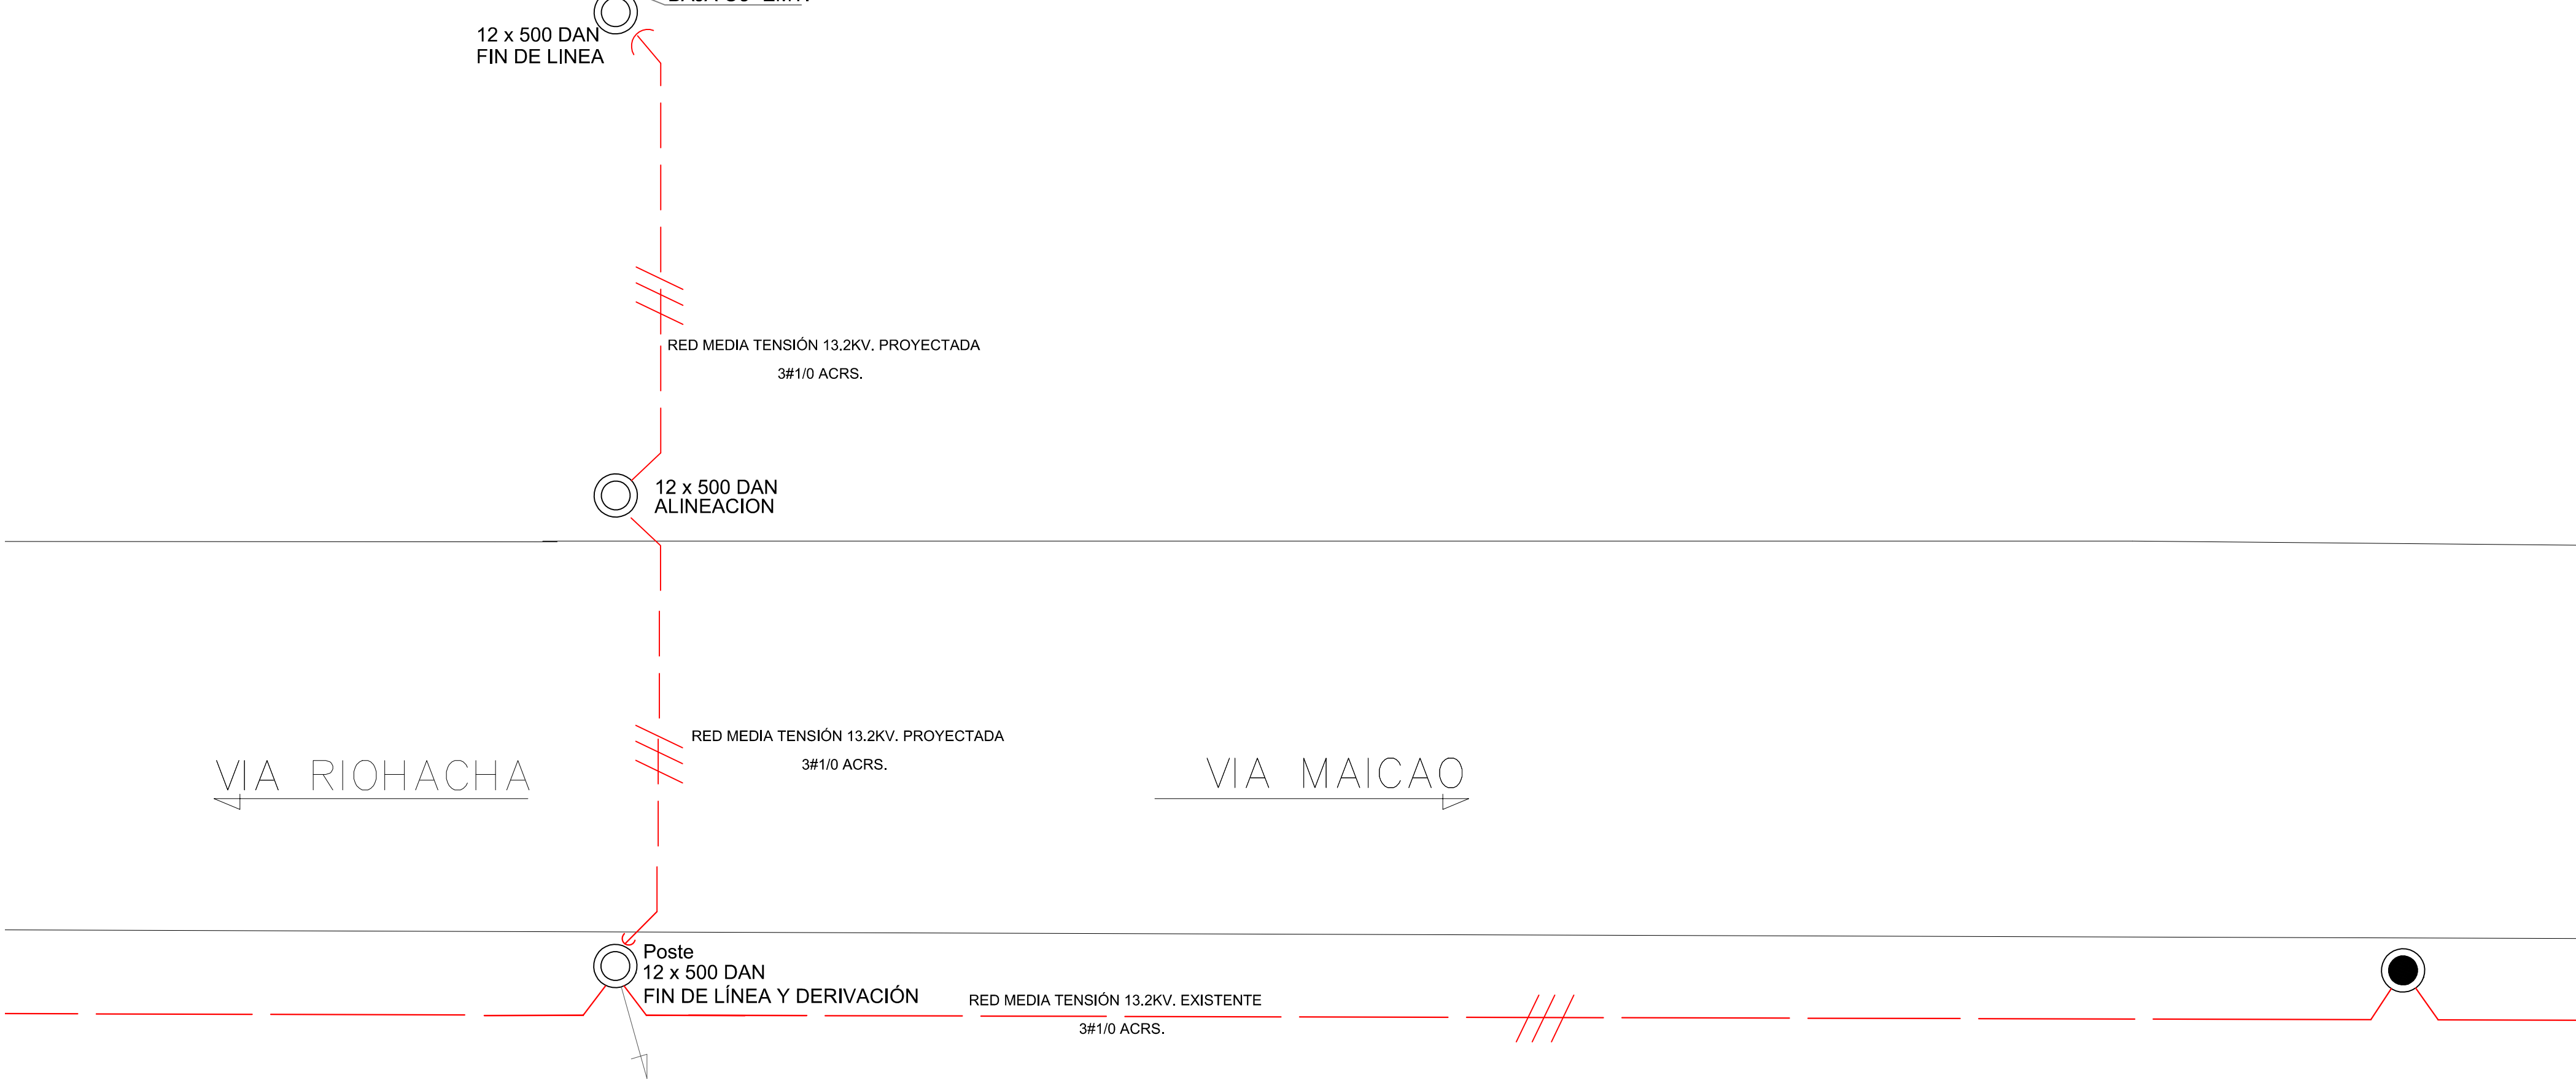 12 x 500 DAN
FIN DE LINEA
RED MEDIA TENSIÓN 13.2KV. PROYECTADA
3#1/0 ACRS.
12 x 500 DAN
ALINEACION
RED MEDIA TENSIÓN 13.2KV. PROYECTADA
3#1/0 ACRS.
VIA RIOHACHA
VIA MAICAO
Poste
12 x 500 DAN
FIN DE LÍNEA Y DERIVACIÓN
RED MEDIA TENSIÓN 13.2KV. EXISTENTE
3#1/0 ACRS.